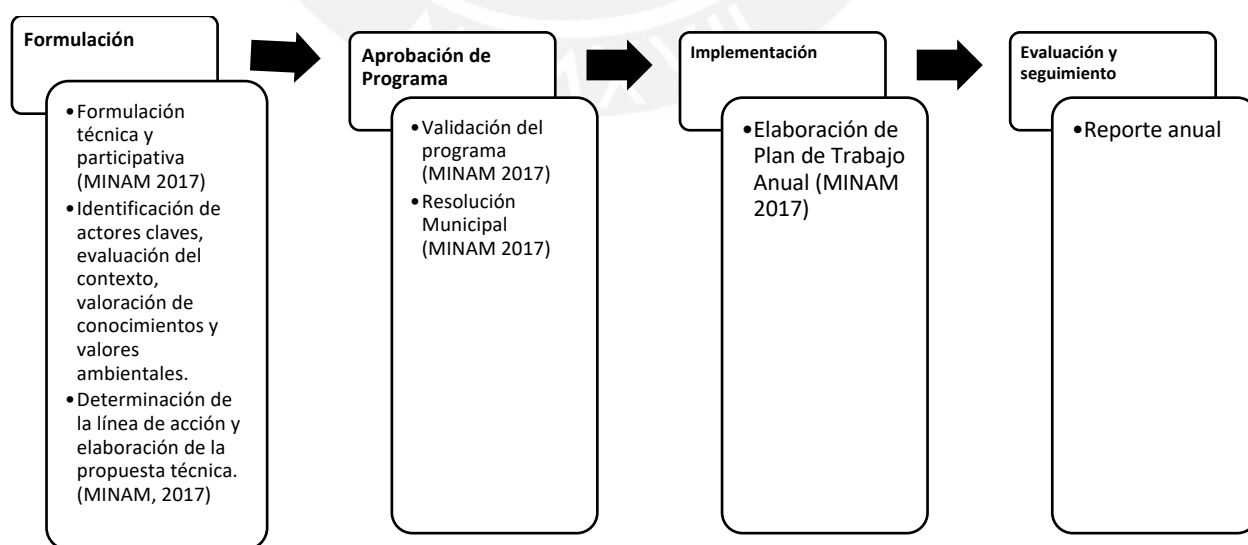 Formulación
•Formulación
técnica y
participativa
(MINAM 2017)
•Identificación de
actores claves,
evaluación del
contexto,
valoración de
conocimientos y
valores
ambientales.
•Determinación de
la línea de acción y
elaboración de la
propuesta técnica.
(MINAM, 2017)
Aprobación de
Programa
•Validación del
programa
(MINAM 2017)
•Resolución
Municipal
(MINAM 2017)
Implementación
•Elaboración de
Plan de Trabajo
Anual (MINAM
2017)
Evaluación y
seguimiento
•Reporte anual